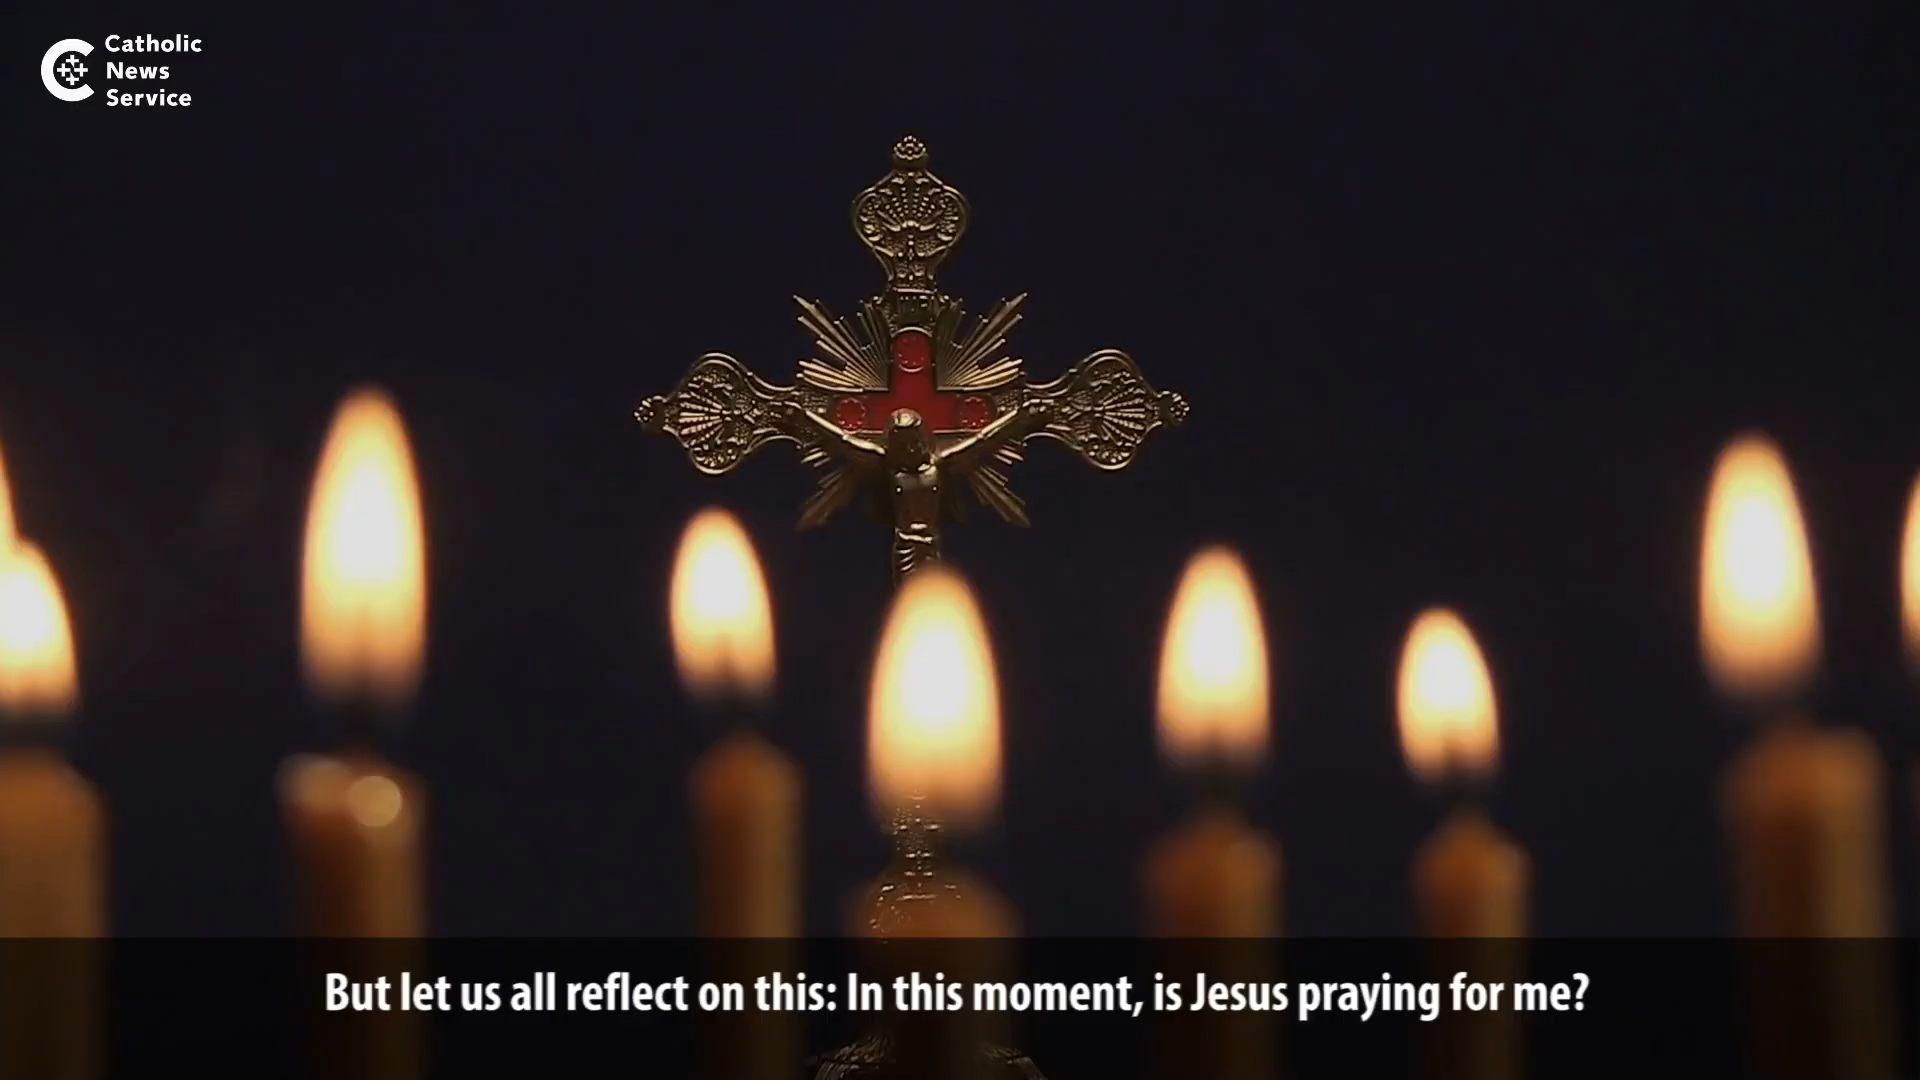 Catholic
News
Service
But let us all reflect on this: In this moment, is Jesus praying for me?